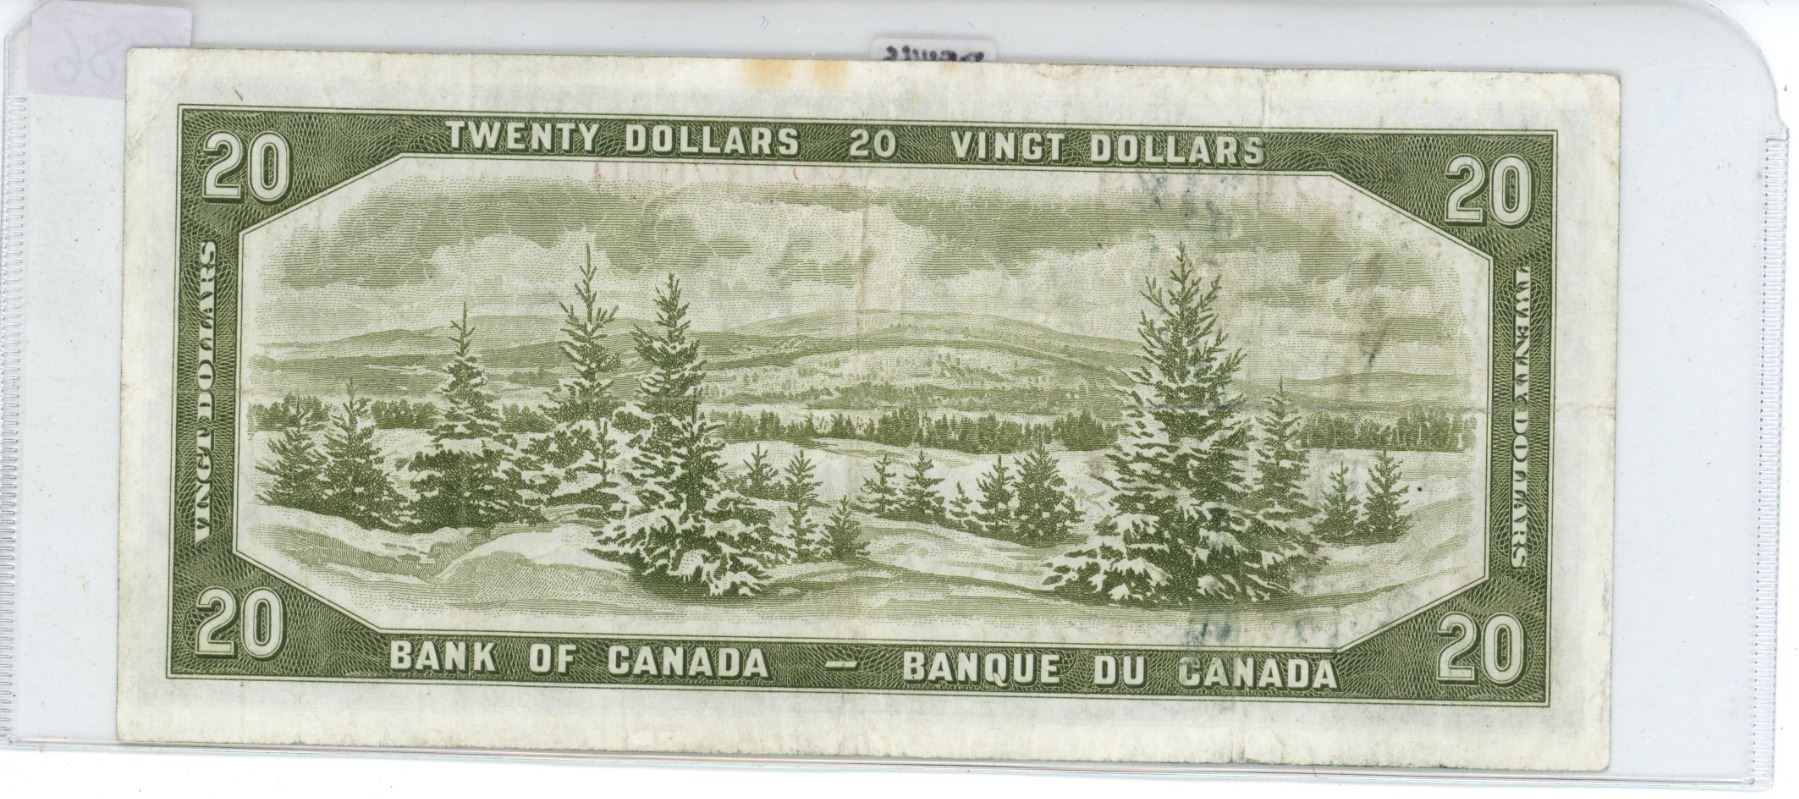 TWENTY DOLLARS 20 VINGT DOLLARS
20
20
VINGT DOLLARS
TWENTY DOLLARS
20
20
BANK OF CANADA — BANQUE DU CANADA